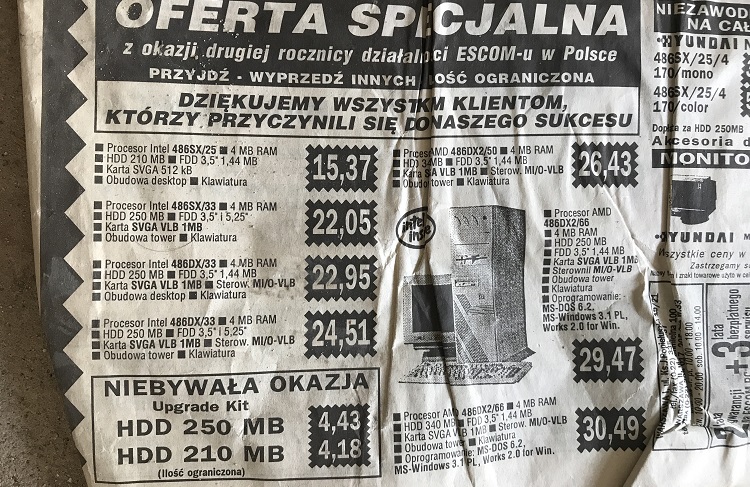 OFERTA SPECJALNA
z okazji drugiej rocznicy działalności ESCOM-u w Polsce
PRZYJDŹ - WYPRZEDŹ INNYCH ILOŚĆ OGRANICZONA
DZIĘKUJEMY WSZYSTKIM KLIENTOM,
KTÓRZY PRZYCZYNILI SIĘ DO NASZEGO SUKCESU
Procesor Intel 486SX/25 4 MB RAM
HDD 210 MB FDD 3,5" 1,44 MB
Karta SVGA 512 kB
Obudowa desktop Klawiatura
15,37
Procesor Intel 486SX/33 4 MB RAM
HDD 250 MB FDD 3,5" i 5,25"
Karta SVGA VLB 1MB
Obudowa tower Klawiatura
22,05
Procesor Intel 486DX/33 4 MB RAM
HDD 250 MB FDD 3,5" 1,44 MB
Karta SVGA VLB 1MB Sterow. MI/O-VLB
Obudowa desktop Klawiatura
22,95
Procesor Intel 486DX/33 4 MB RAM
HDD 250 MB FDD 3,5" i 5,25"
Karta SVGA VLB 1MB Sterow. MI/O-VLB
Obudowa tower Klawiatura
24,51
NIEBYWAŁA OKAZJA
Upgrade Kit
HDD 250 MB 4,43
HDD 210 MB 4,18
(Ilość ograniczona)
AMD 486DX2/50 4 MB RAM
HDD MB FDD 3,5" 1,44 MB
Karta VLB 1MB Sterow. MI/O-VLB
Obudowa tower Klawiatura
26,43
intel
Procesor AMD
486DX2/66
4 MB RAM
HDD
FDD 3,5"
1,44 MB
Karta SVGA VLB 1MB
Sterownii MI/O-VLB
Obudowa tower
Klawiatura
Oprogramowanie:
MS-DOS 6.2,
MS-Windows 3.1 PL,
Works 2.0 for Win.
29,47
Procesor AMD 486DX2/66 4 MB RAM
HDD 340 MB FDD 3,5" 1,44 MB
Karta SVGA VLB 1MB Sterow. MI/O-VLB
Obudowa tower Klawiatura
Oprogramowanie: MS-DOS 6.2,
MS-Windows 3.1 PL, Works 2.0 for Win.
30,49
NA CAŁ
HYUNDAI
486SX/25/4
170/mono
486SX/25/4
170/color
Dopłata za HDD 250MB
Akcesoria d
MONITO
HYUNDAI M
Wszystkie ceny w
Zastrzegamy s
i znaki towarowe użyto w cel